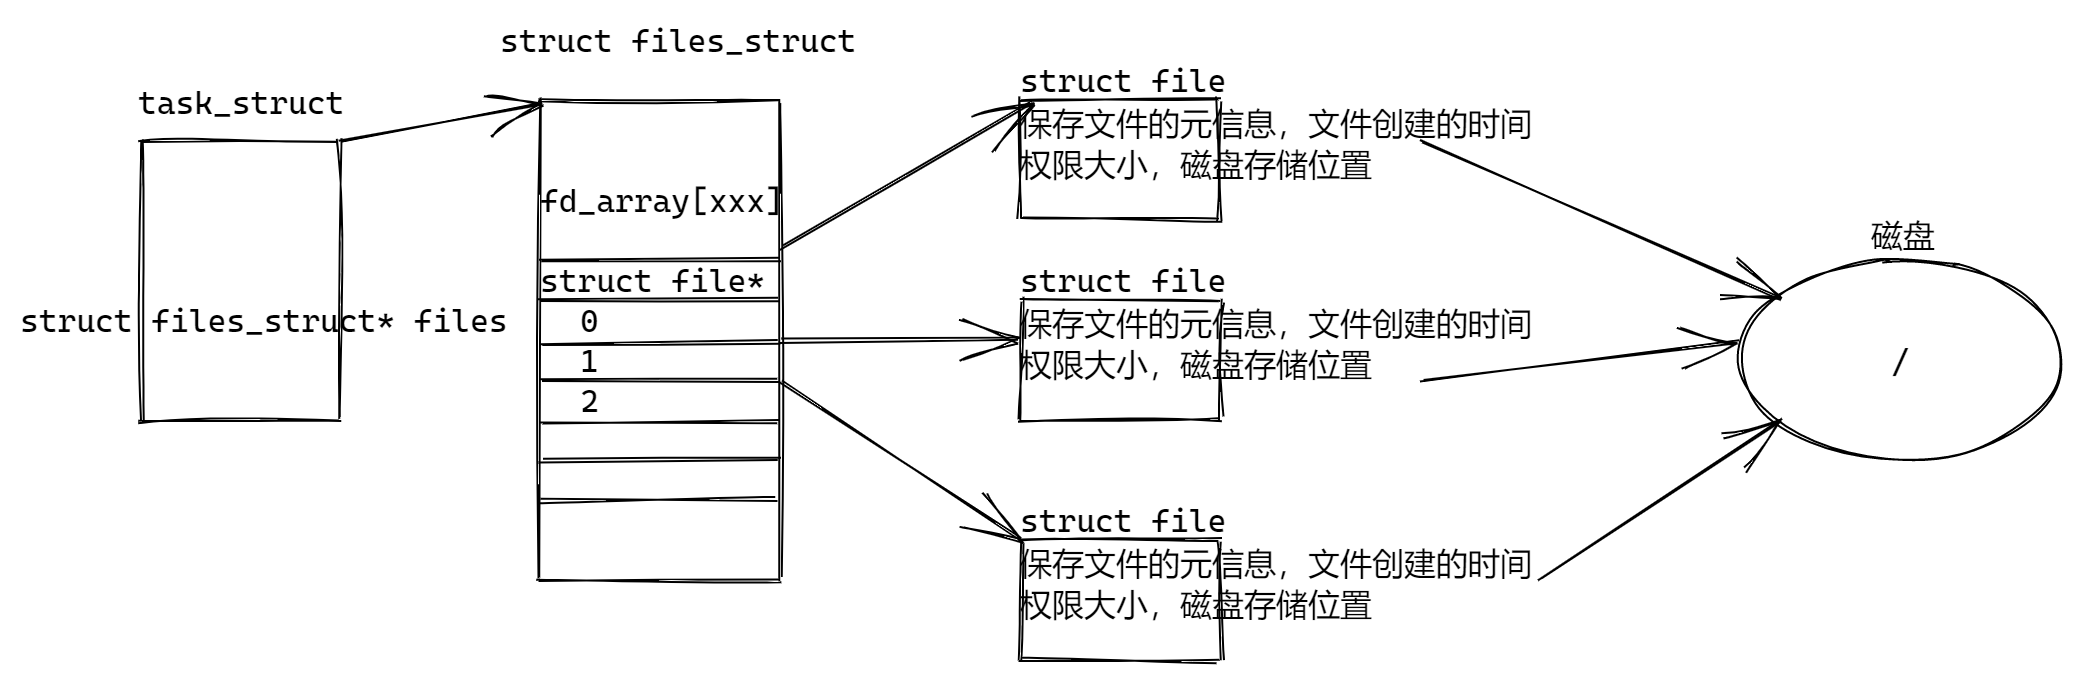 struct files_struct
task_struct
struct files_struct* files
fd_array[xxx]
struct file*
0
1
2
struct file
保存文件的元信息，文件创建的时间
权限大小，磁盘存储位置
struct file
保存文件的元信息，文件创建的时间
权限大小，磁盘存储位置
struct file
保存文件的元信息，文件创建的时间
权限大小，磁盘存储位置
磁盘
/